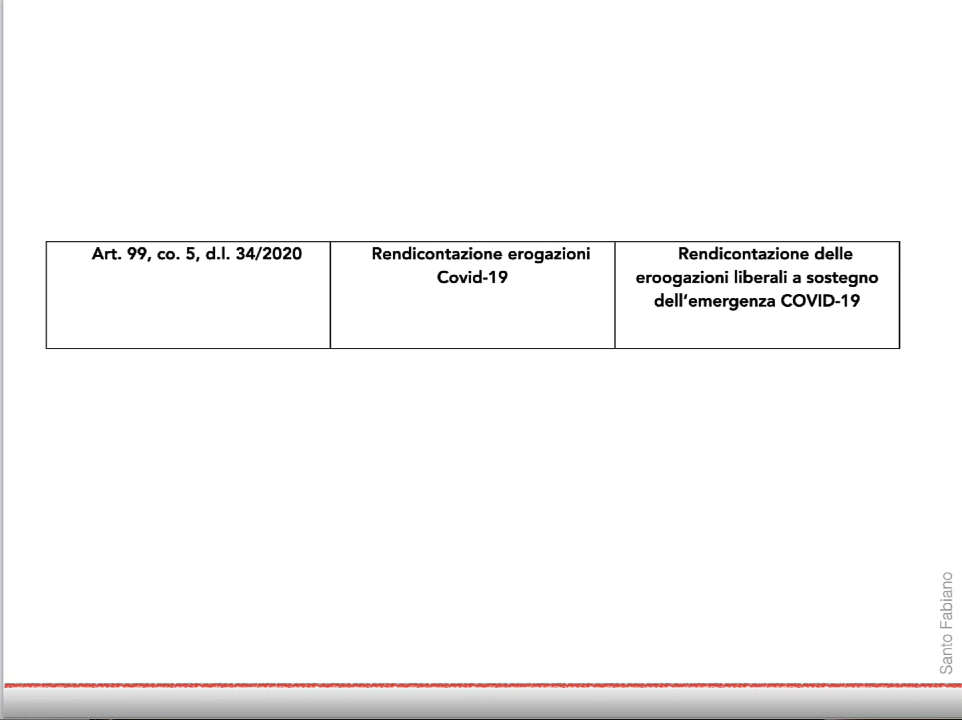 Art. 99, co. 5, d.l. 34/2020
Rendicontazione erogazioni
Covid-19
Rendicontazione delle
eroogazioni liberali a sostegno
dell'emergenza COVID-19
Santo Fabiano